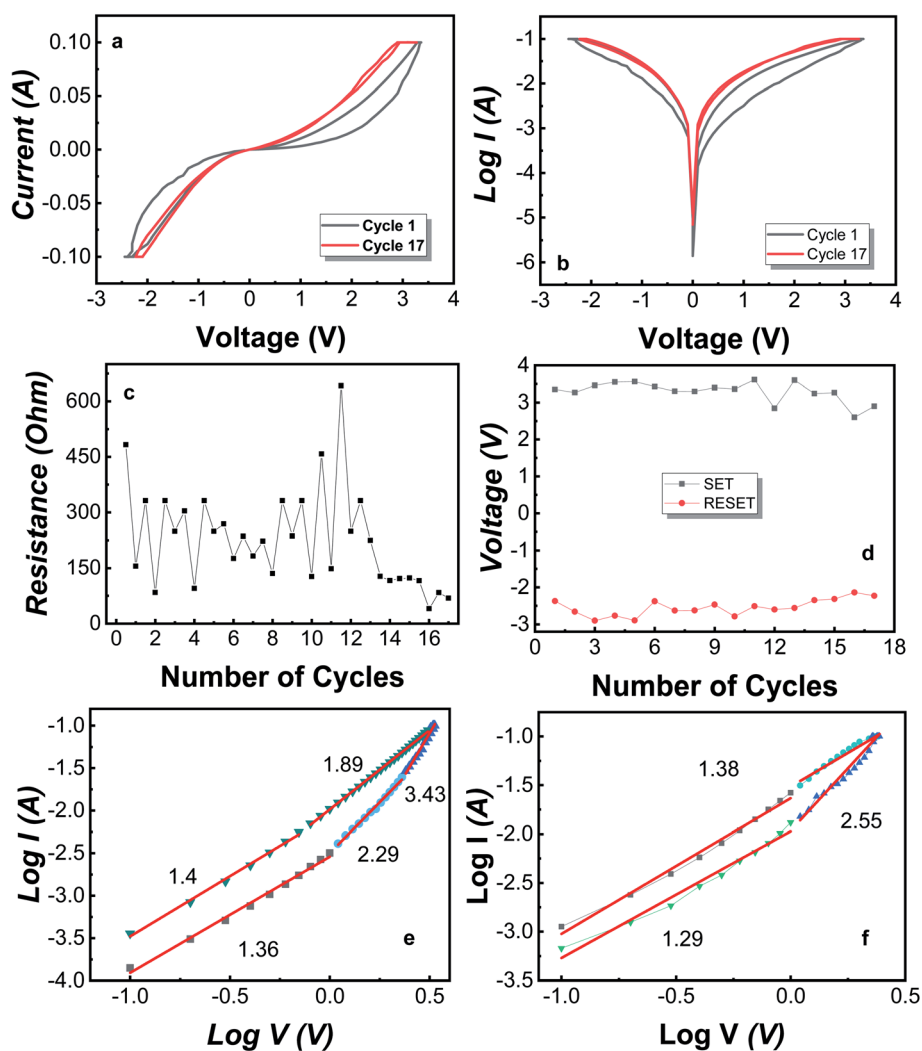 a
0.10
0.05
0.00
-0.05
-0.10
Current (A)
Cycle 1
Cycle 17
-3 -2 -1 0 1 2 3 4
Voltage (V)
-1
-2
-3
-4
-5
-6
Log I (A)
Cycle 1
Cycle 17
b
-3 -2 -1 0 1 2 3 4
Voltage (V)
c
600
450
300
150
0
Resistance (Ohm)
0 2 4 6 8 10 12 14 16
Number of Cycles
4
3
2
1
0
-1
-2
-3
Voltage (V)
SET
RESET
d
0 3 6 9 12 15 18
Number of Cycles
-1.0
-1.5
-2.0
-2.5
-3.0
-3.5
-4.0
Log I (A)
1.89
3.43
2.29
1.4
1.36
e
-1.0 -0.5 0.0 0.5
Log V (V)
-1.0
-1.5
-2.0
-2.5
-3.0
-3.5
Log I (A)
1.38
2.55
1.29
f
-1.0 -0.5 0.0 0.5
Log V (V)